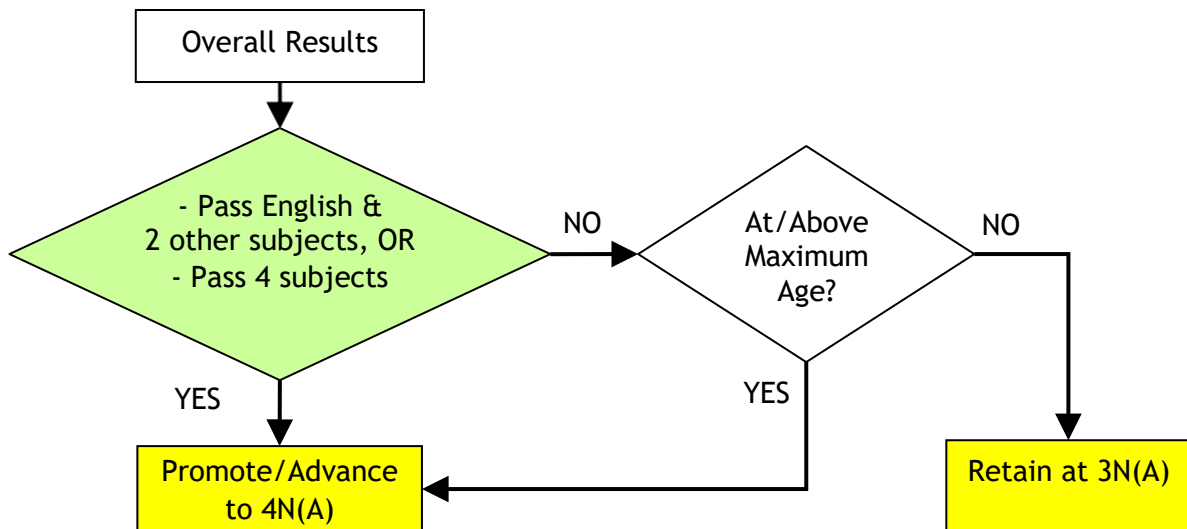 Overall Results
- Pass English &
2 other subjects, OR
- Pass 4 subjects
NO
At/Above
Maximum
Age?
NO
YES
YES
Promote/Advance
to 4N(A)
Retain at 3N(A)